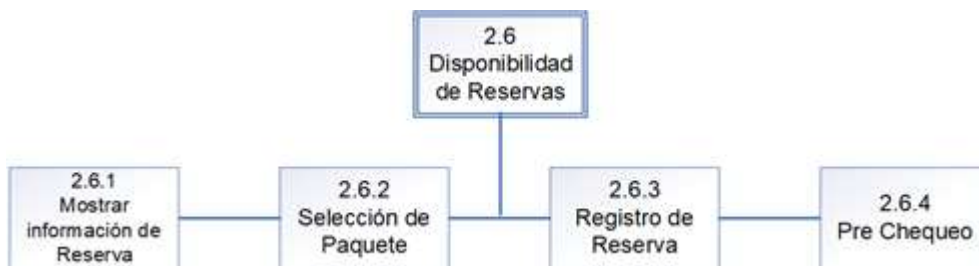 2.6
Disponibilidad
de Reservas
2.6.1
Mostrar
información de
Reserva
2.6.2
Selección de
Paquete
2.6.3
Registro de
Reserva
2.6.4
Pre Chequeo